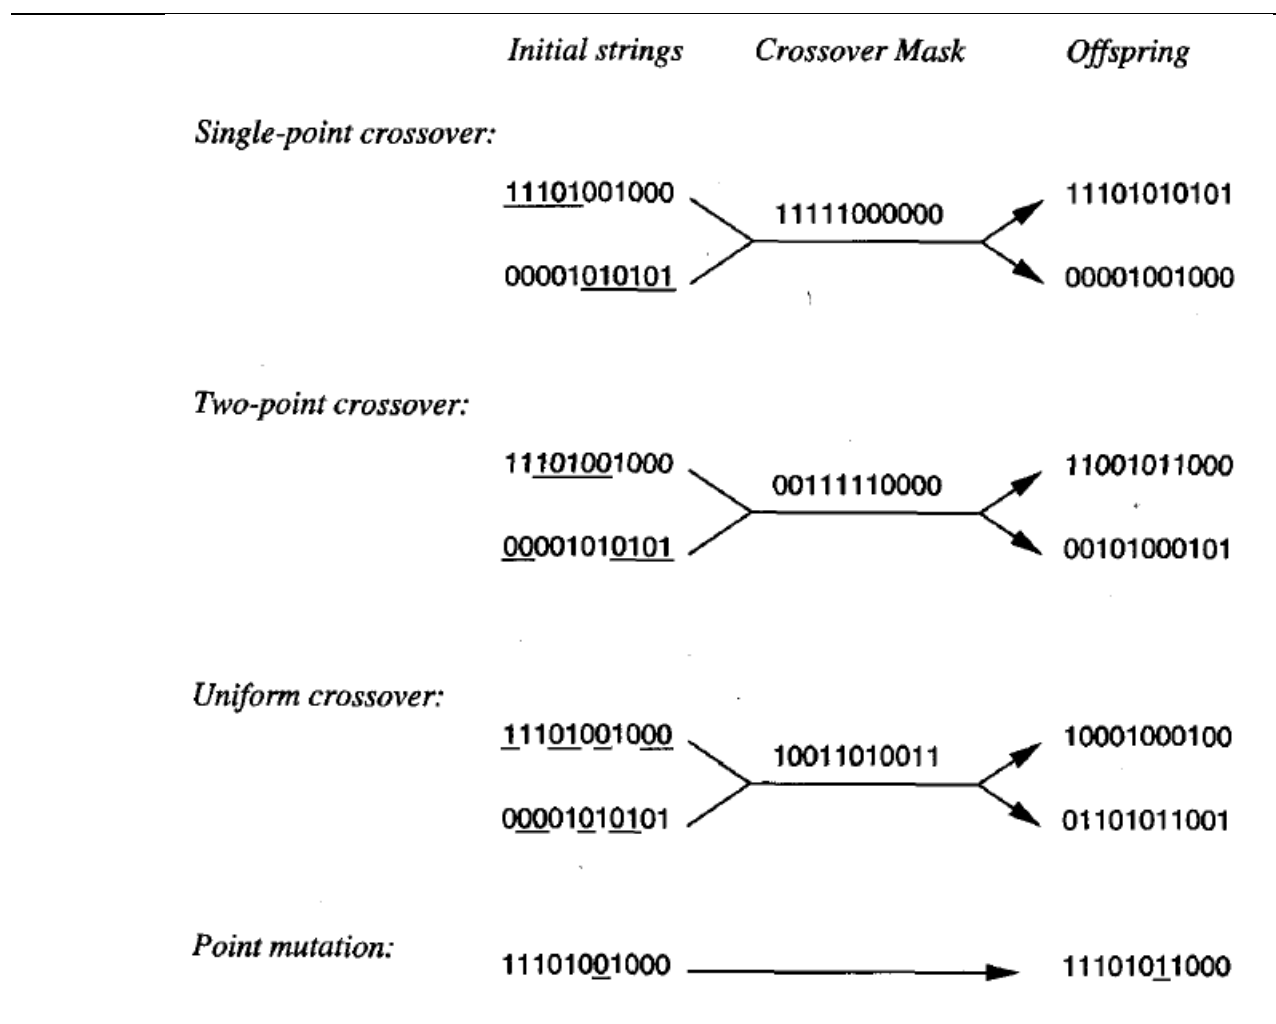 Initial strings Crossover Mask Offspring
Single-point crossover:
11101001000 11111000000 11101010101
00001010101 00001001000
Two-point crossover:
11101001000 00111110000 11001011000
00001010101 00101000101
Uniform crossover:
11101001000 10011010011 10001000100
00001010101 01101011001
Point mutation:
11101001000 11101011000